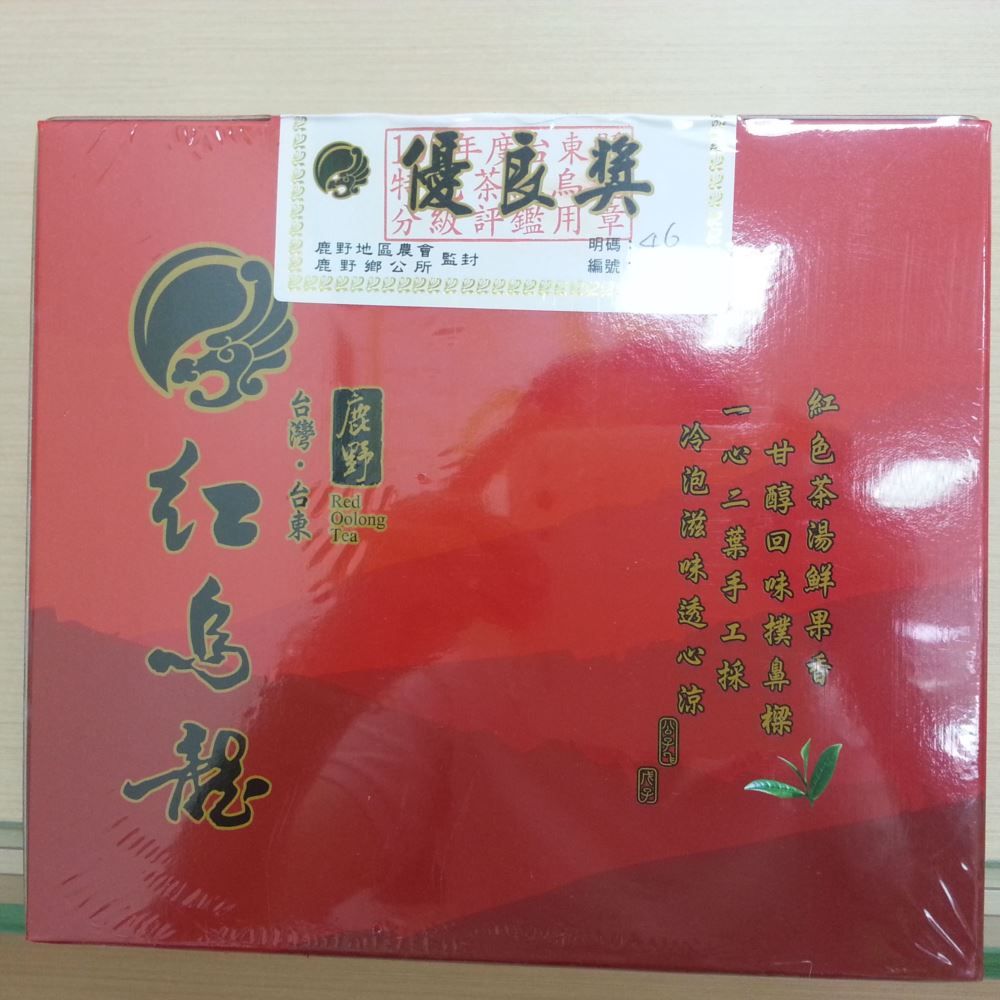 優良獎
分級評鑑用章
鹿野地區農會
鹿野鄉公所
監封
明碼：46
編號
紅烏龍
台灣・台東
鹿野
Red
Oolong
Tea
紅色茶湯鮮果香
甘醇回味撲鼻樑
一心二葉手工採
冷泡滋味透心涼
戊子